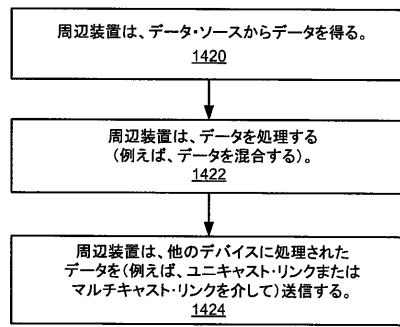 周辺装置は、データ・ソースからデータを得る。
1420
周辺装置は、データを処理する
(例えば、データを混合する)。
1422
周辺装置は、他のデバイスに処理された
データを(例えば、ユニキャスト・リンクまたは
マルチキャスト・リンクを介して)送信する。
1424